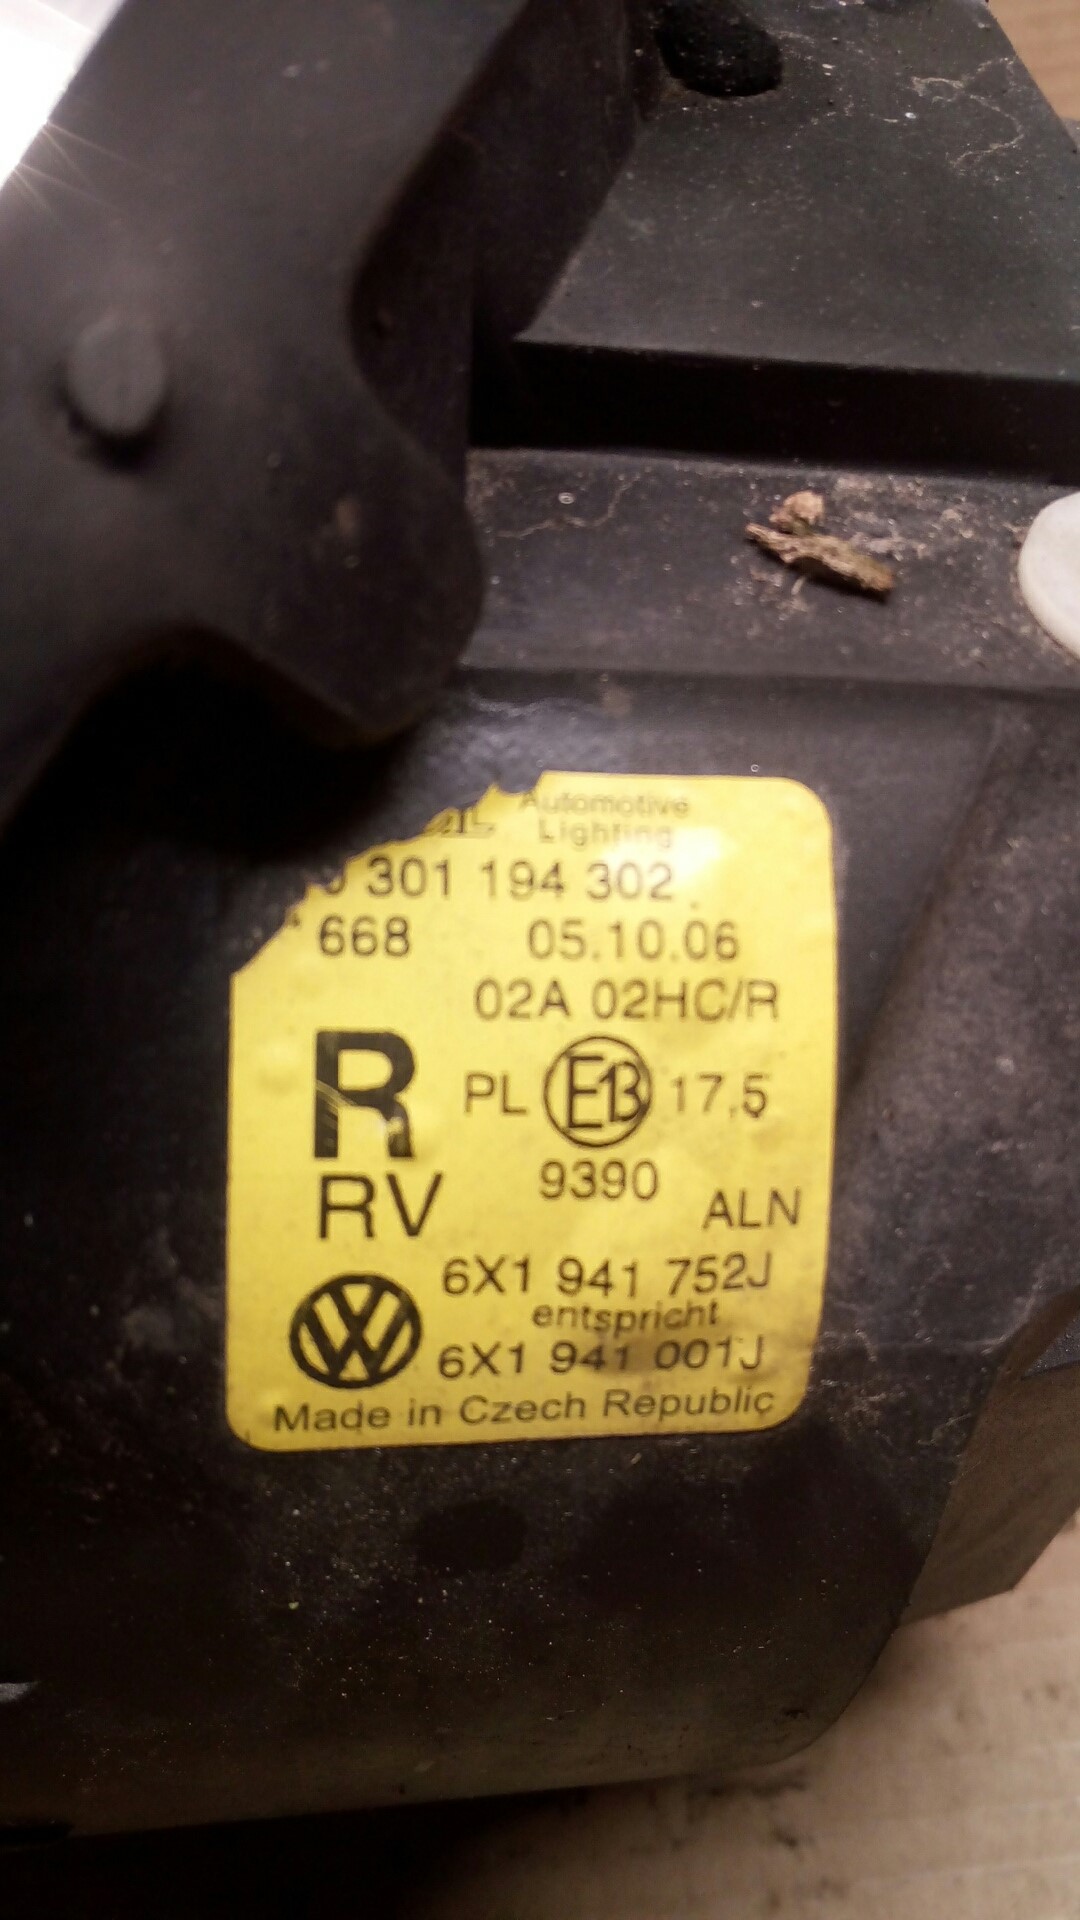 Automotive
Lighting
0 301 194 302
668 05.10.06
02A 02HC/R
R PL E13 17,5
9390
RV ALN
6X1 941 752J
entspricht
6X1 941 001J
Made in Czech Republic